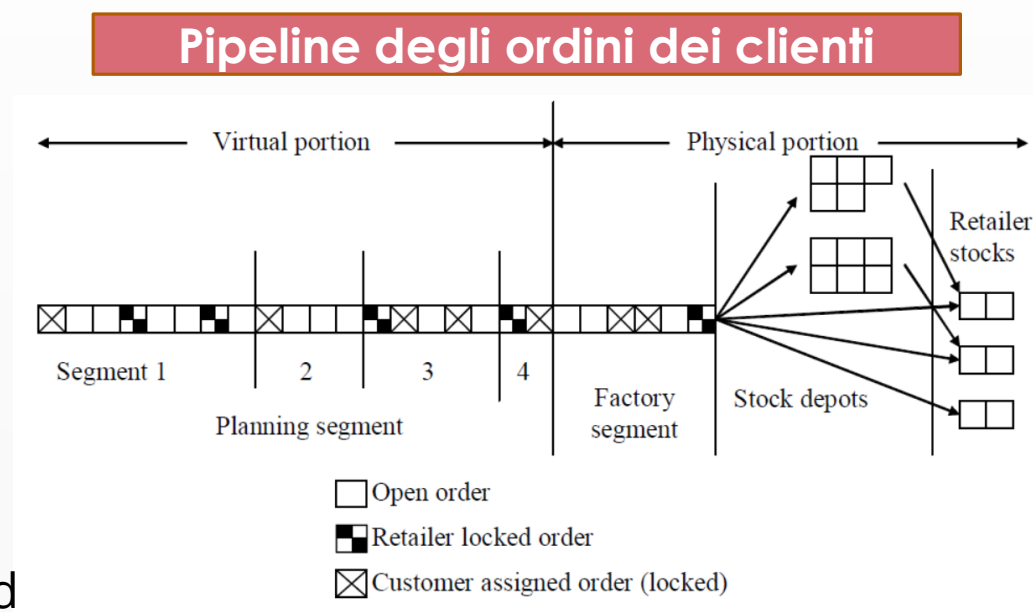 Pipeline degli ordini dei clienti
Virtual portion
Physical portion
Retailer
stocks
Segment 1
2
3
4
Planning segment
Factory
segment
Stock depots
Open order
Retailer locked order
Customer assigned order (locked)